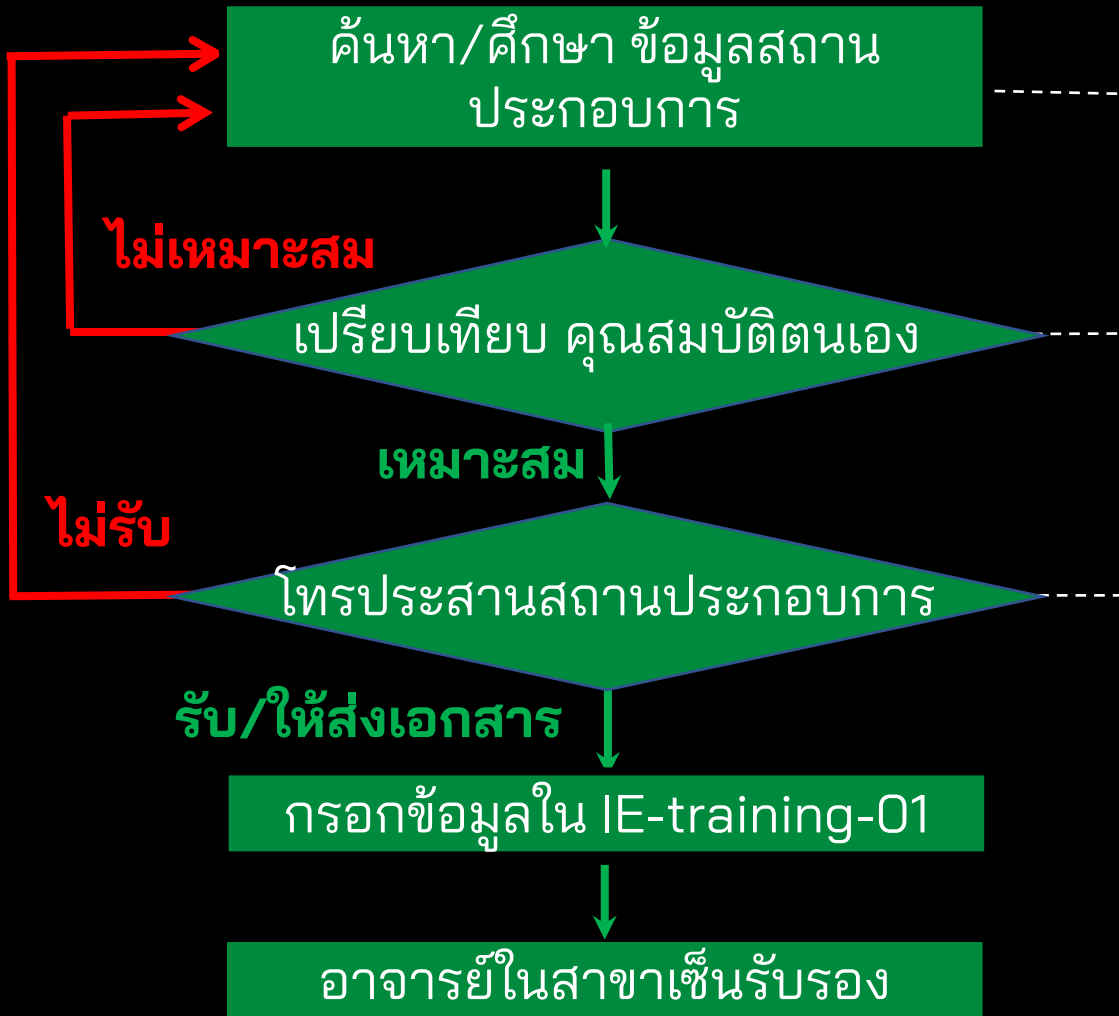 ค้นหา/ศึกษา ข้อมูลสถาน
ประกอบการ
ไม่เหมาะสม
เปรียบเทียบ คุณสมบัติตนเอง
เหมาะสม
ไม่รับ
โทรประสานสถานประกอบการ
รับ/ให้ส่งเอกสาร
กรอกข้อมูลใน IE-training-01
อาจารย์ในสาขาเซ็นรับรอง